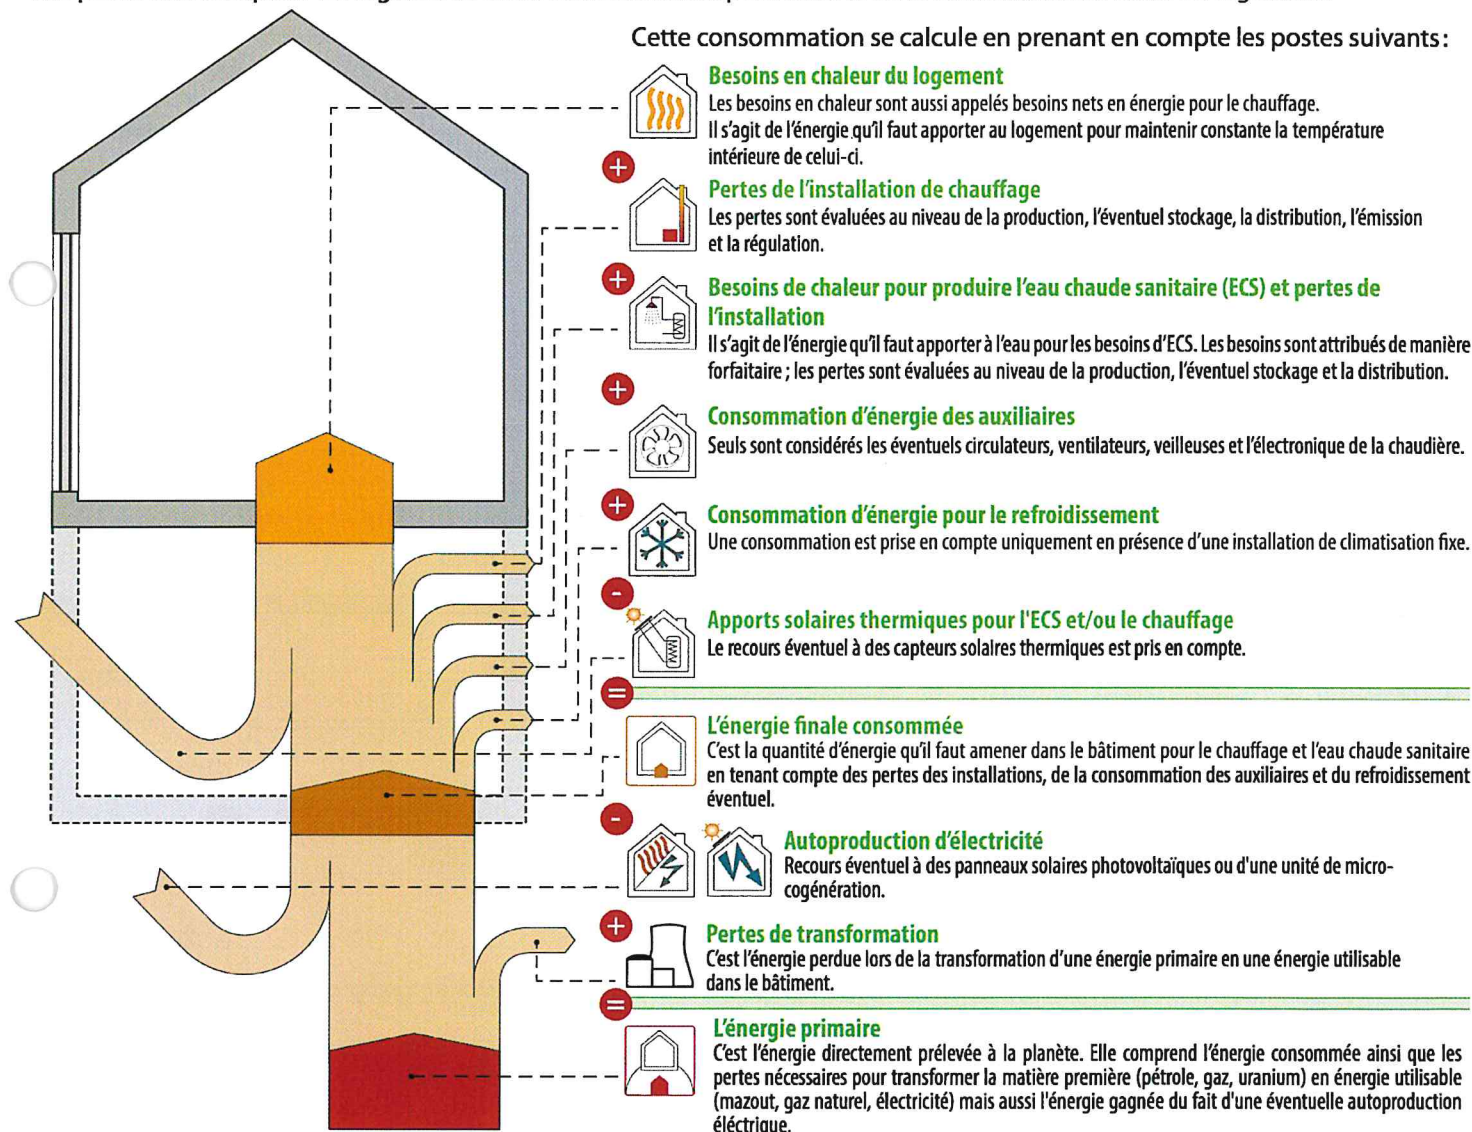 Cette consommation se calcule en prenant en compte les postes suivants:
Besoins en chaleur du logement
Les besoins en chaleur sont aussi appelés besoins nets en énergie pour le chauffage.
Il s'agit de l'énergie qu'il faut apporter au logement pour maintenir constante la température
intérieure de celui-ci.
+
Pertes de l'installation de chauffage
Les pertes sont évaluées au niveau de la production, l'éventuel stockage, la distribution, l'émission
et la régulation.
+
Besoins de chaleur pour produire l'eau chaude sanitaire (ECS) et pertes de
l'installation
Il s'agit de l'énergie qu'il faut apporter à l'eau pour les besoins d'ECS. Les besoins sont attribués de manière
forfaitaire ; les pertes sont évaluées au niveau de la production, l'éventuel stockage et la distribution.
+
Consommation d'énergie des auxiliaires
Seuls sont considérés les éventuels circulateurs, ventilateurs, veilleuses et l'électronique de la chaudière.
+
Consommation d'énergie pour le refroidissement
Une consommation est prise en compte uniquement en présence d'une installation de climatisation fixe.
-
Apports solaires thermiques pour l'ECS et/ou le chauffage
Le recours éventuel à des capteurs solaires thermiques est pris en compte.
=
L'énergie finale consommée
C'est la quantité d'énergie qu'il faut amener dans le bâtiment pour le chauffage et l'eau chaude sanitaire
en tenant compte des pertes des installations, de la consommation des auxiliaires et du refroidissement
éventuel.
-
Autoproduction d'électricité
Recours éventuel à des panneaux solaires photovoltaïques ou d'une unité de micro-
cogénération.
+
Pertes de transformation
C'est l'énergie perdue lors de la transformation d'une énergie primaire en une énergie utilisable
dans le bâtiment.
=
L'énergie primaire
C'est l'énergie directement prélevée à la planète. Elle comprend l'énergie consommée ainsi que les
pertes nécessaires pour transformer la matière première (pétrole, gaz, uranium) en énergie utilisable
(mazout, gaz naturel, électricité) mais aussi l'énergie gagnée du fait d'une éventuelle autoproduction
éléctrique.